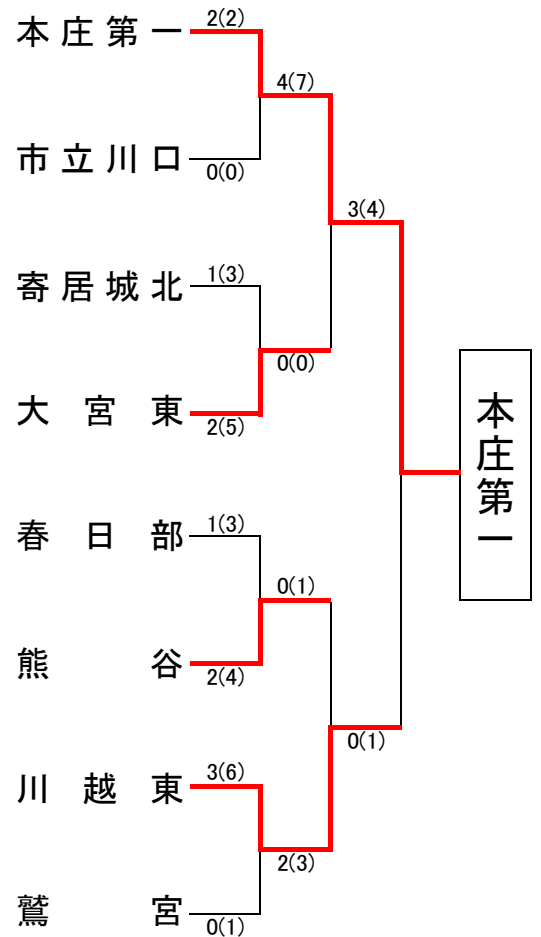 本庄第一
2(2)
4(7)
市立川口
0(0)
3(4)
寄居城北
1(3)
0(0)
大宮東
2(5)
本庄第一
春日部
1(3)
0(1)
熊谷
2(4)
0(1)
川越東
3(6)
2(3)
鷲宮
0(1)